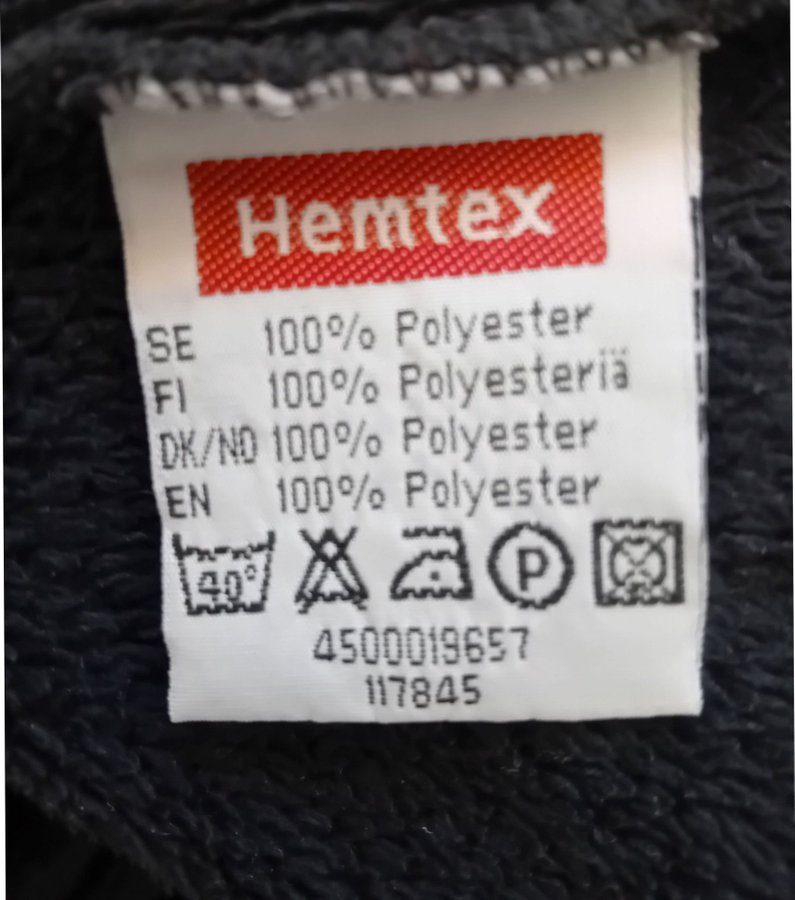 Hemtex
SE 100% Polyester
FI 100% Polyesteriä
DK/NO 100% Polyester
EN 100% Polyester
40° P
4500019657
117845